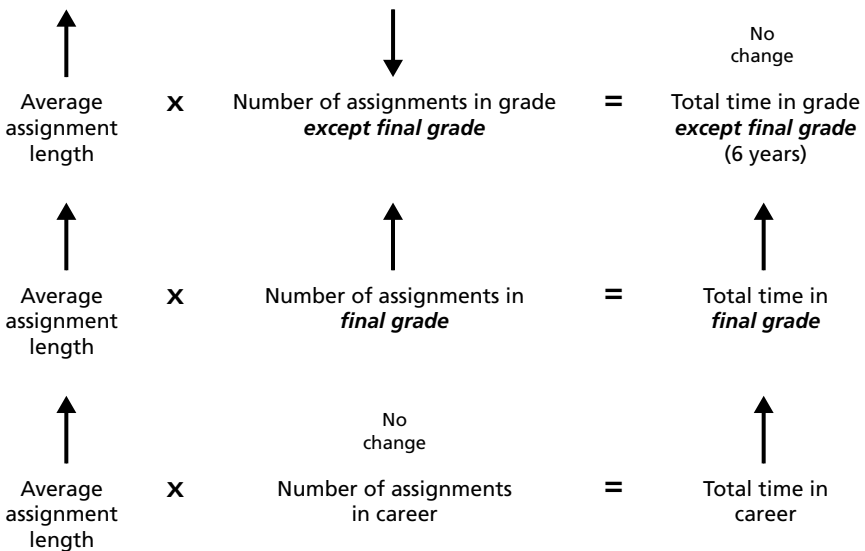 No
change
Average
assignment
length
x
Number of assignments in grade
except final grade
=
Total time in grade
except final grade
(6 years)
Average
assignment
length
x
Number of assignments in
final grade
=
Total time in
final grade
No
change
Average
assignment
length
x
Number of assignments
in career
=
Total time in
career